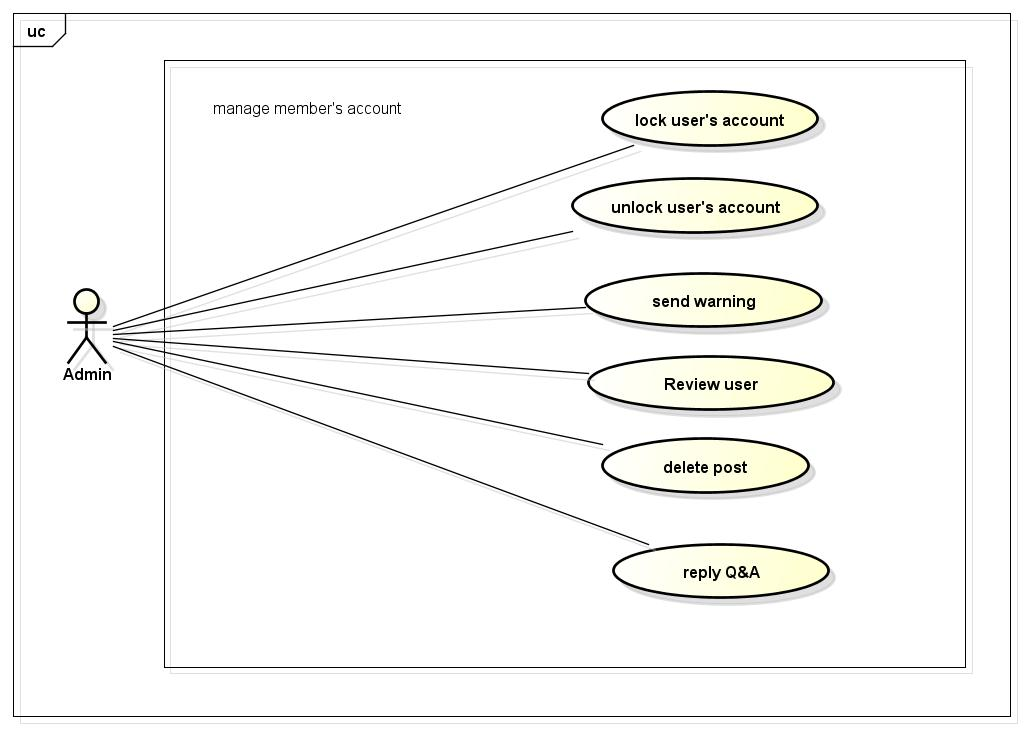 uc
manage member's account
lock user's account
unlock user's account
send warning
Review user
Admin
delete post
reply Q&A